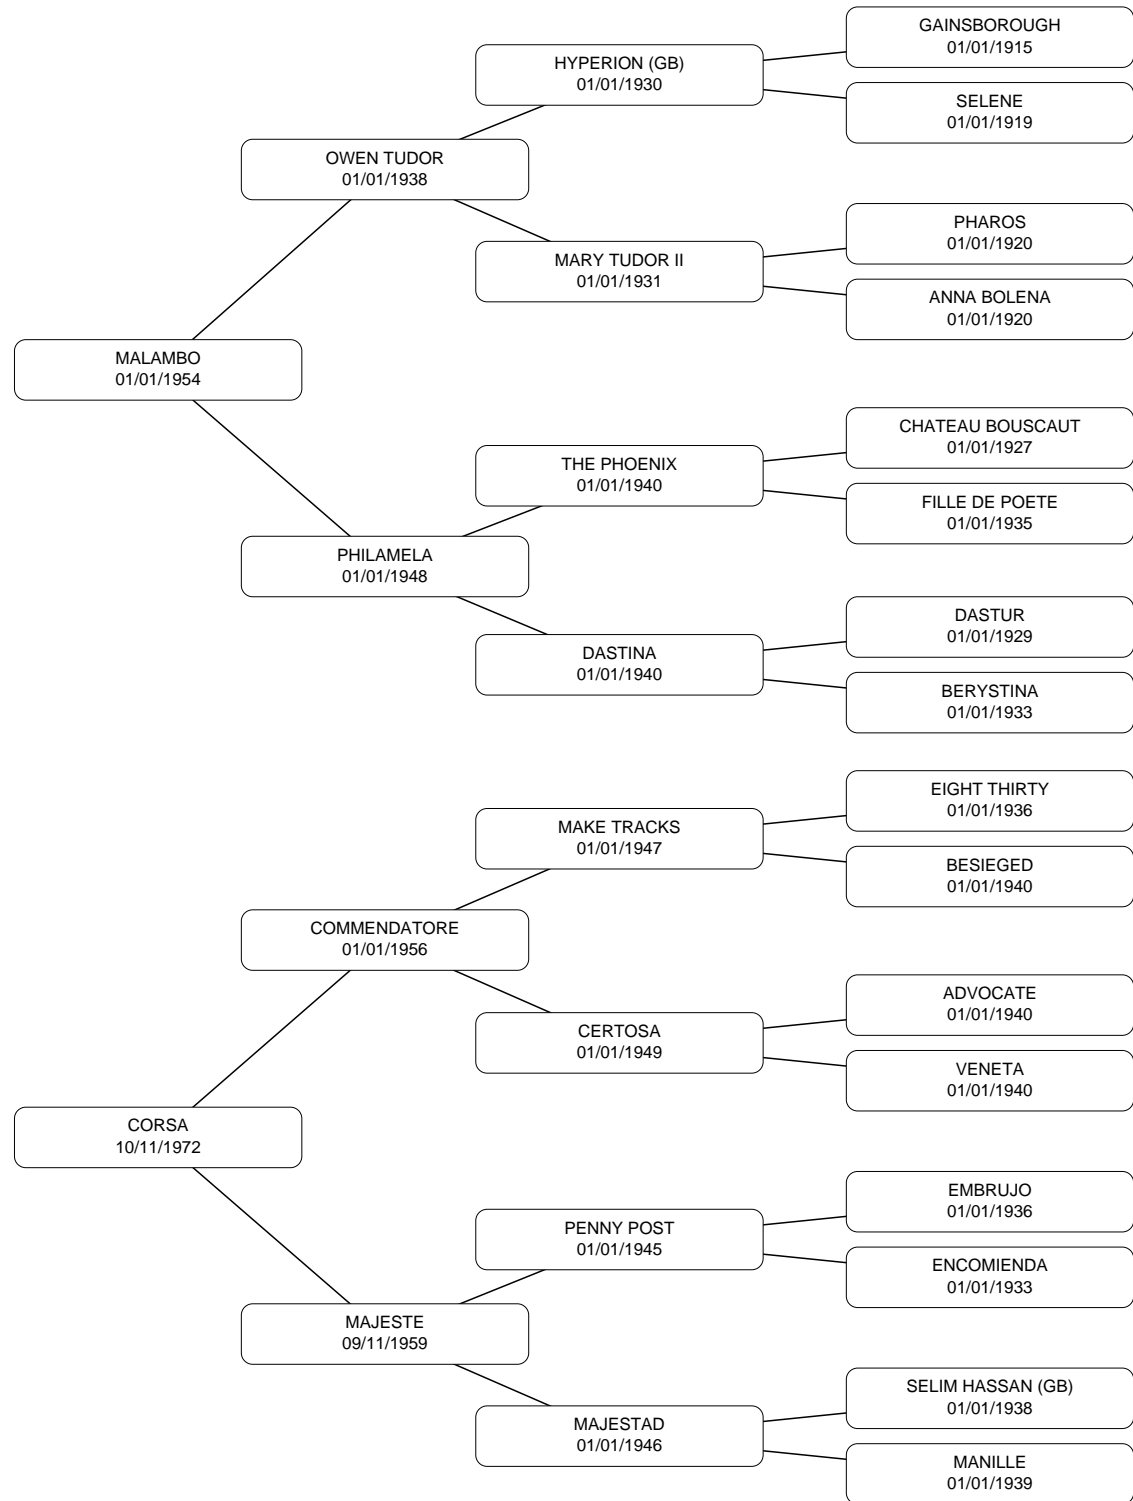 GAINSBOROUGH
01/01/1915
HYPERION (GB)
01/01/1930
SELENE
01/01/1919
OWEN TUDOR
01/01/1938
PHAROS
01/01/1920
MARY TUDOR II
01/01/1931
ANNA BOLENA
01/01/1920
MALAMBO
01/01/1954
CHATEAU BOUSCAUT
01/01/1927
THE PHOENIX
01/01/1940
FILLE DE POETE
01/01/1935
PHILAMELA
01/01/1948
DASTUR
01/01/1929
DASTINA
01/01/1940
BERYSTINA
01/01/1933
EIGHT THIRTY
01/01/1936
MAKE TRACKS
01/01/1947
BESIEGED
01/01/1940
COMMENDATORE
01/01/1956
ADVOCATE
01/01/1940
CERTOSA
01/01/1949
VENETA
01/01/1940
CORSA
10/11/1972
EMBRUJO
01/01/1936
PENNY POST
01/01/1945
ENCOMIENDA
01/01/1933
MAJESTE
09/11/1959
SELIM HASSAN (GB)
01/01/1938
MAJESTAD
01/01/1946
MANILLE
01/01/1939